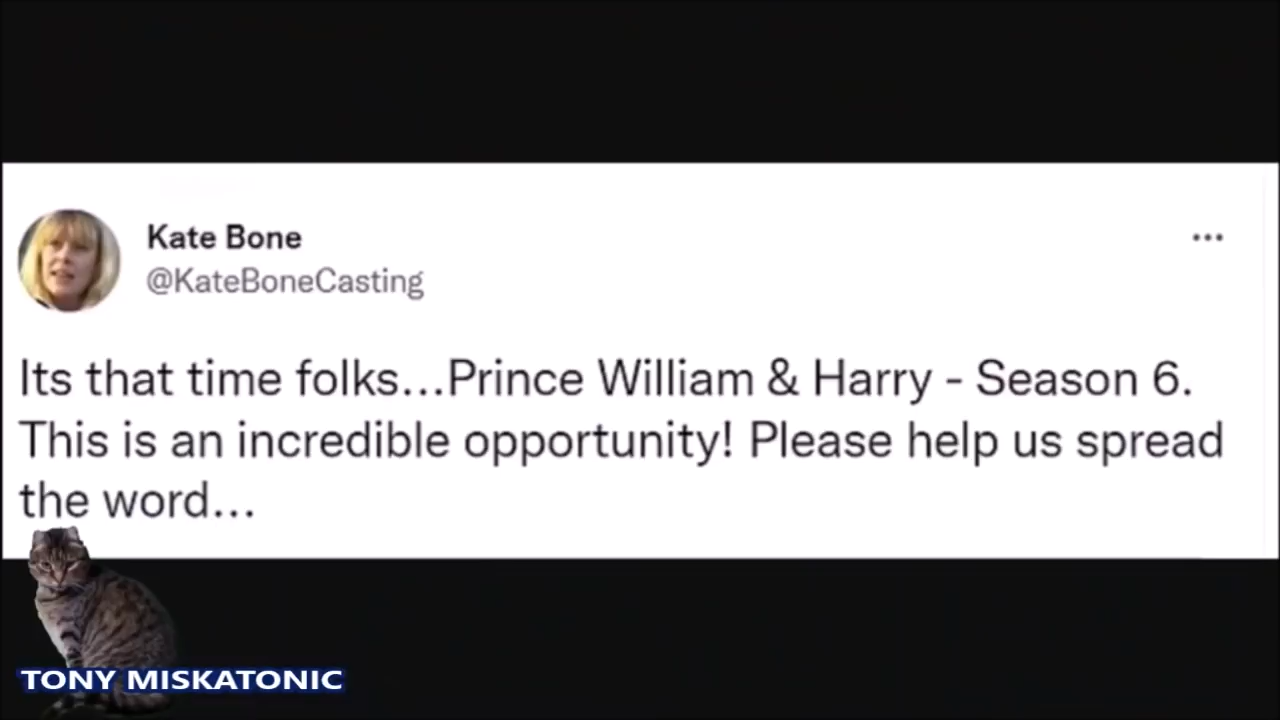 Kate Bone
@KateBoneCasting
Its that time folks...Prince William & Harry - Season 6.
This is an incredible opportunity! Please help us spread
the word...
TONY MISKATONIC